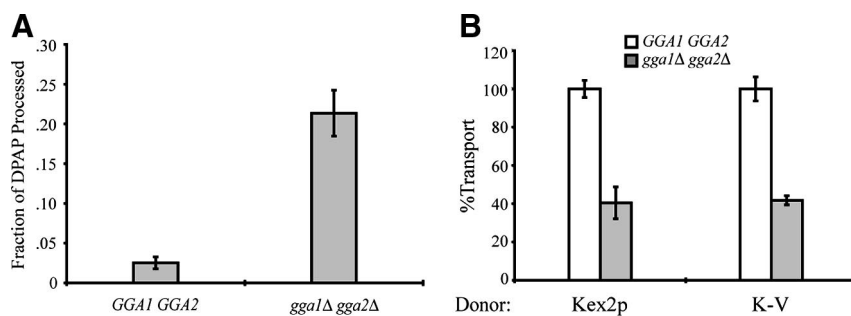 A
Fraction of DPAP Processed
.30
.25
.20
.15
.10
.05
0
GGA1 GGA2
gga1Δ gga2Δ
B
GGA1 GGA2
gga1Δ gga2Δ
%Transport
120
100
80
60
40
20
0
Donor:
Kex2p
K-V